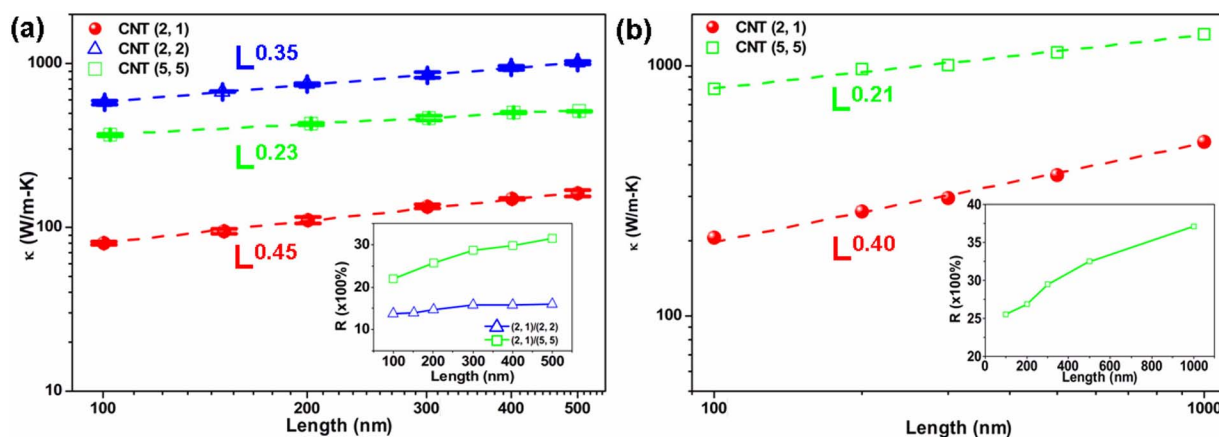 (a)
CNT (2, 1)
CNT (2, 2)
CNT (5, 5)
L0.35
L0.23
L0.45
1000
100
10
κ (W/m-K)
100
200
300
400
500
Length (nm)
R (x100%)
30
20
10
0
(2, 1)/(2, 2)
(2, 1)/(5, 5)
100 200 300 400 500
Length (nm)
(b)
CNT (2, 1)
CNT (5, 5)
L0.21
L0.40
1000
100
κ (W/m-K)
100
1000
Length (nm)
R (x100%)
40
35
30
25
20
0 200 400 600 800 1000
Length (nm)